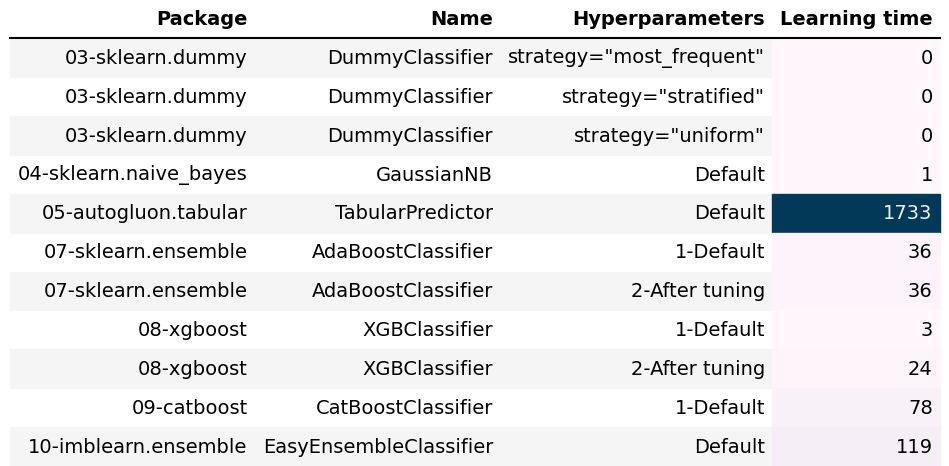 Package Name Hyperparameters Learning time
03-sklearn.dummy DummyClassifier strategy="most_frequent" 0
03-sklearn.dummy DummyClassifier strategy="stratified" 0
03-sklearn.dummy DummyClassifier strategy="uniform" 0
04-sklearn.naive_bayes GaussianNB Default 1
05-autogluon.tabular TabularPredictor Default 1733
07-sklearn.ensemble AdaBoostClassifier 1-Default 36
07-sklearn.ensemble AdaBoostClassifier 2-After tuning 36
08-xgboost XGBClassifier 1-Default 3
08-xgboost XGBClassifier 2-After tuning 24
09-catboost CatBoostClassifier 1-Default 78
10-imblearn.ensemble EasyEnsembleClassifier Default 119